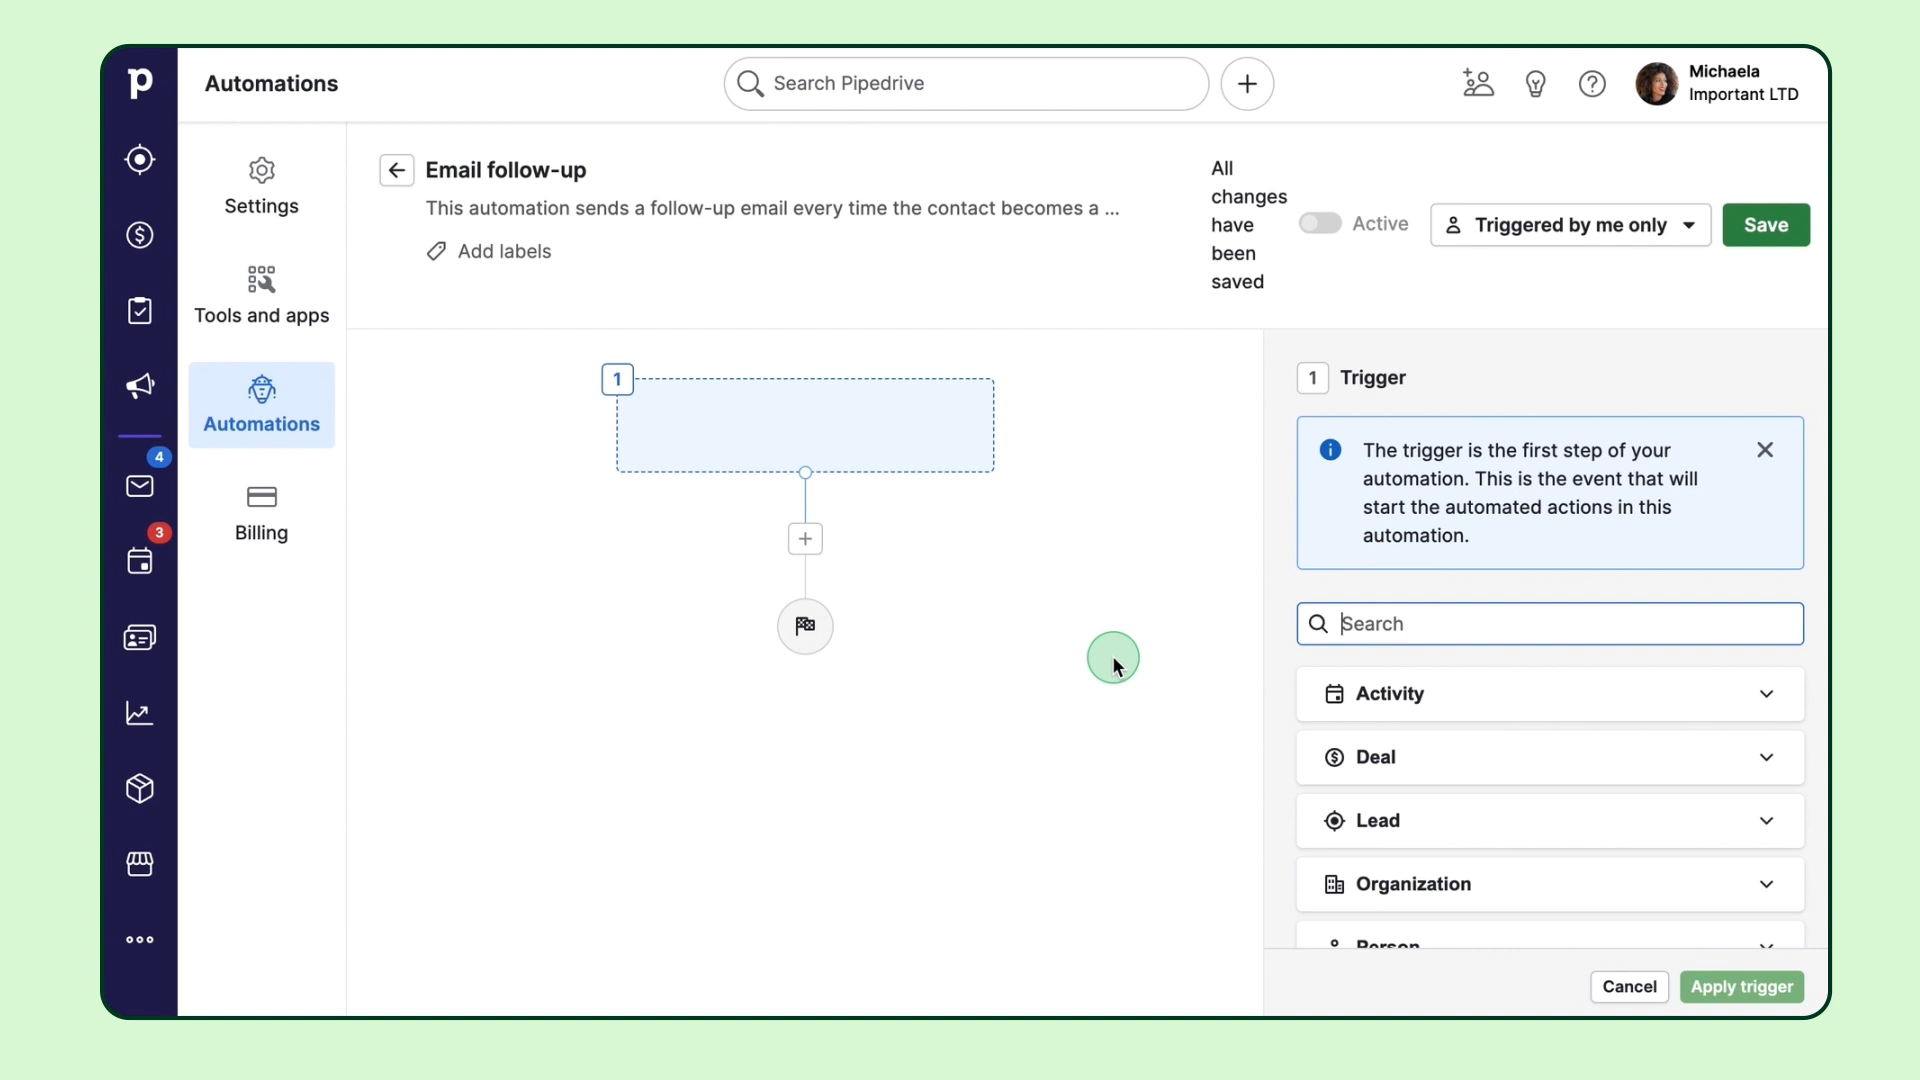 p
Automations
Search Pipedrive
Michaela
Important LTD
Settings
Tools and apps
Automations
Billing
4
3
Email follow-up
This automation sends a follow-up email every time the contact becomes a ...
Add labels
All
changes
have
been
saved
Active
Triggered by me only
Save
1
1 Trigger
The trigger is the first step of your
automation. This is the event that will
start the automated actions in this
automation.
Search
Activity
Deal
Lead
Organization
Person
Cancel
Apply trigger